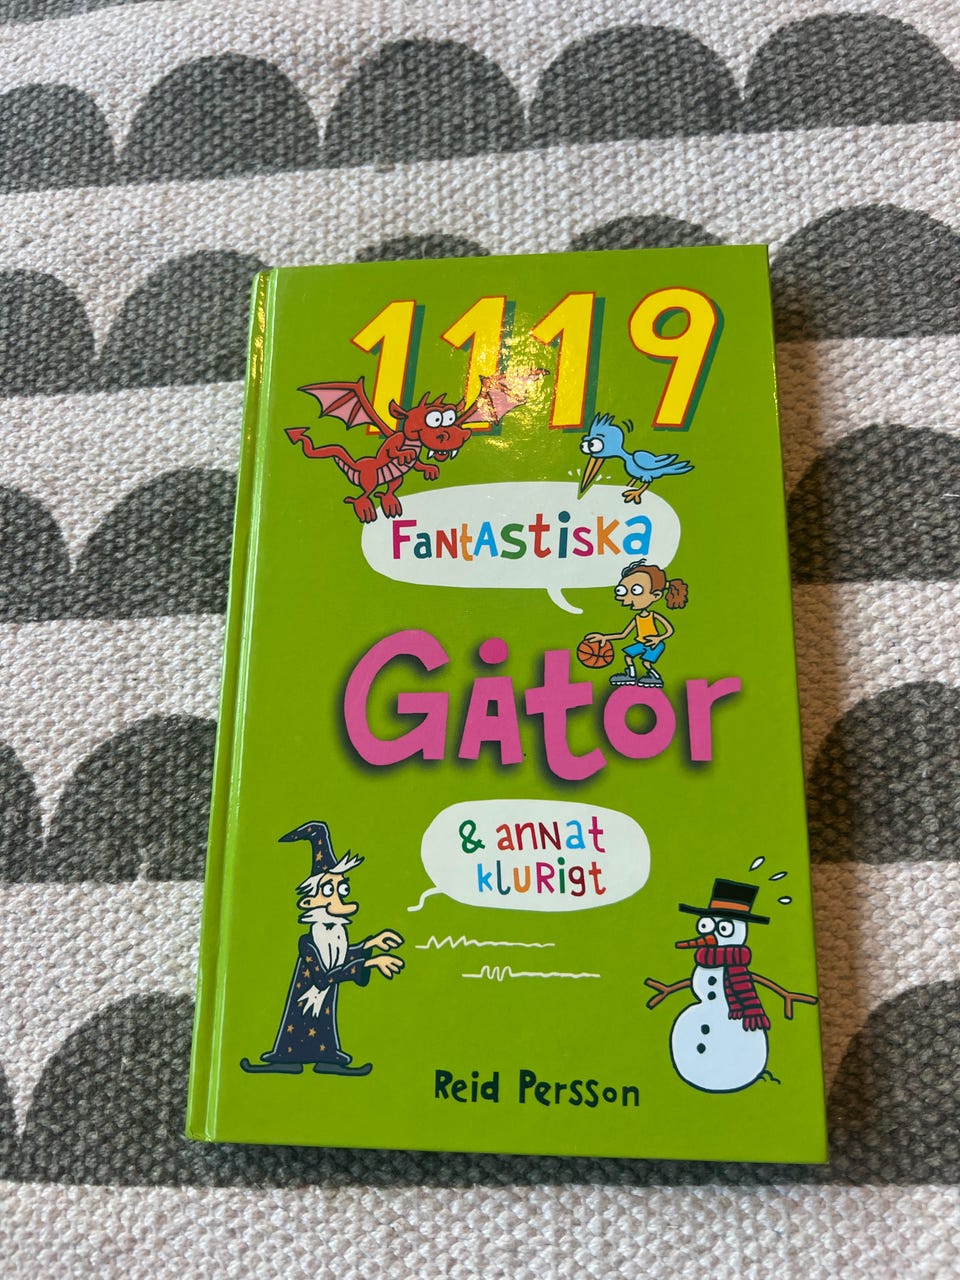 1119
Fantastiska
Gåtor
& annat
klurigt
Reid Persson